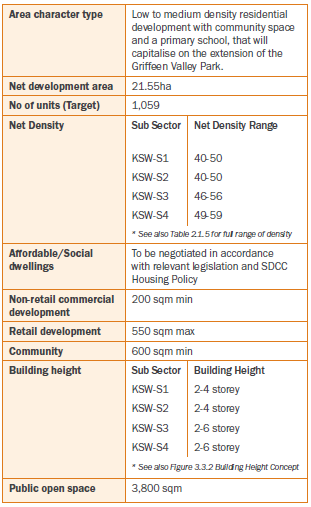 Area character type Low to medium density residential
development with community space
and a primary school, that will
capitalise on the extension of the
Griffeen Valley Park.
Net development area 21.55ha
No of units (Target) 1,059
Net Density Sub Sector Net Density Range
KSW-S1 40-50
KSW-S2 40-50
KSW-S3 46-56
KSW-S4 49-59
* See also Table 2.1.5 for full range of density
Affordable/Social To be negotiated in accordance
dwellings with relevant legislation and SDCC
Housing Policy
Non-retail commercial 200 sqm min
development
Retail development 550 sqm max
Community 600 sqm min
Building height Sub Sector Building Height
KSW-S1 2-4 storey
KSW-S2 2-4 storey
KSW-S3 2-6 storey
KSW-S4 2-6 storey
* See also Figure 3.3.2 Building Height Concept
Public open space 3,800 sqm